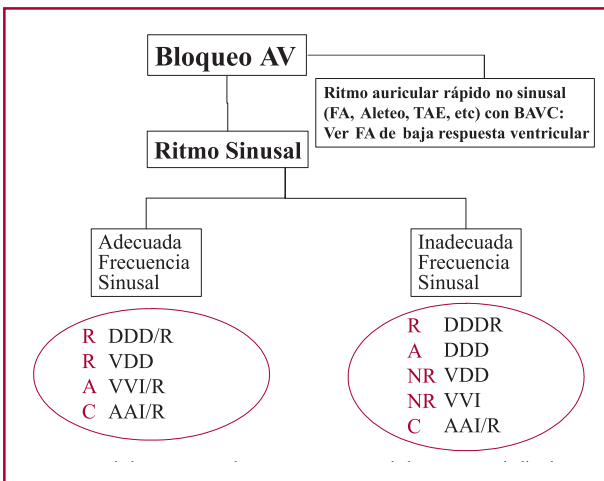 Bloqueo AV
Ritmo auricular rápido no sinusal
(FA, Aleteo, TAE, etc) con BAVC:
Ver FA de baja respuesta ventricular
Ritmo Sinusal
Adecuada
Frecuencia
Sinusal
R DDD/R
R VDD
A VVI/R
C AAI/R
Inadecuada
Frecuencia
Sinusal
R DDDR
A DDD
NR VDD
NR VVI
C AAI/R